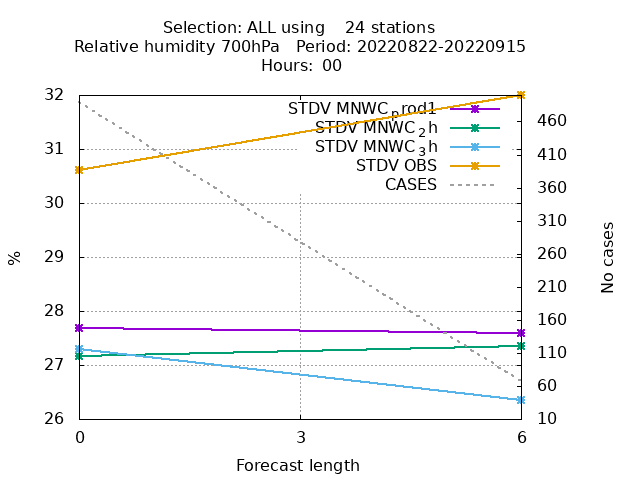 Selection: ALL using    24 stations
Relative humidity 700hPa   Period: 20220822-20220915
Hours: 00
STDV MNWC_prod1
STDV MNWC_2h
STDV MNWC_3h
STDV OBS
CASES
32
31
30
29
28
27
26
%
460
410
360
310
260
210
160
110
60
10
No cases
0 3 6
Forecast length